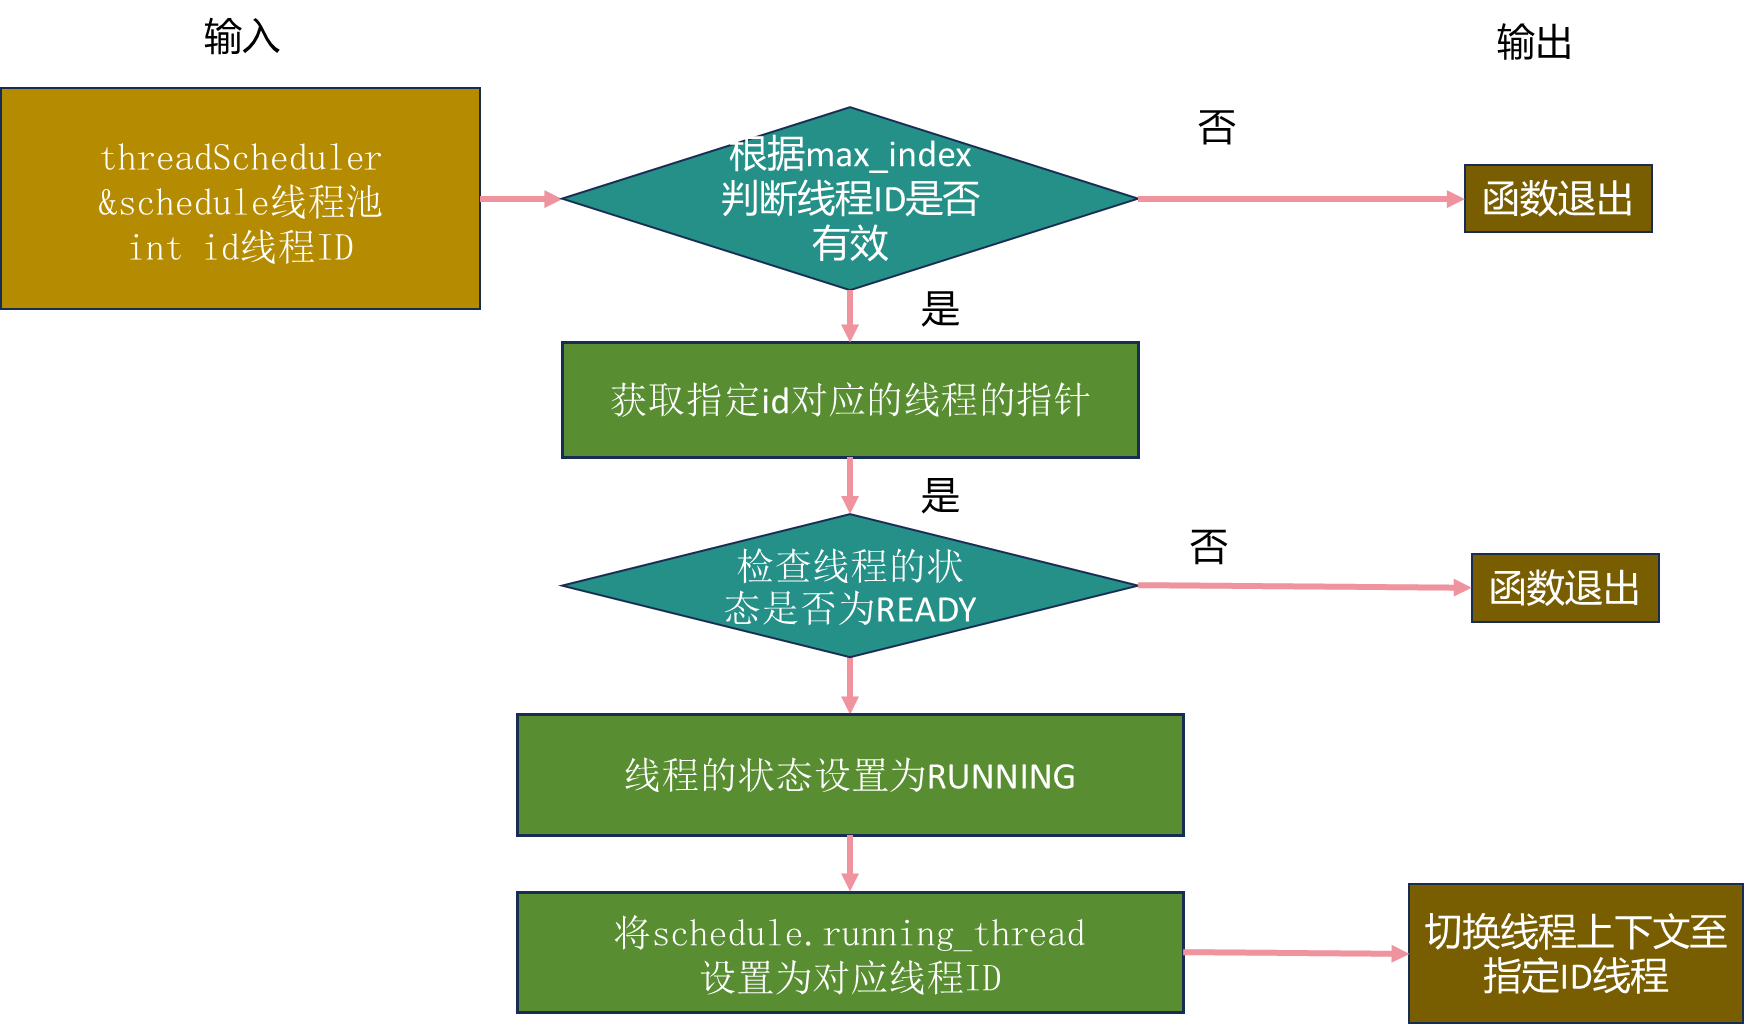 输入
输出
threadScheduler
&schedule线程池
int id线程ID
根据max_index
判断线程ID是否
有效
否
函数退出
是
获取指定id对应的线程的指针
是
检查线程的状
态是否为READY
否
函数退出
线程的状态设置为RUNNING
将schedule.running_thread
设置为对应线程ID
切换线程上下文至
指定ID线程